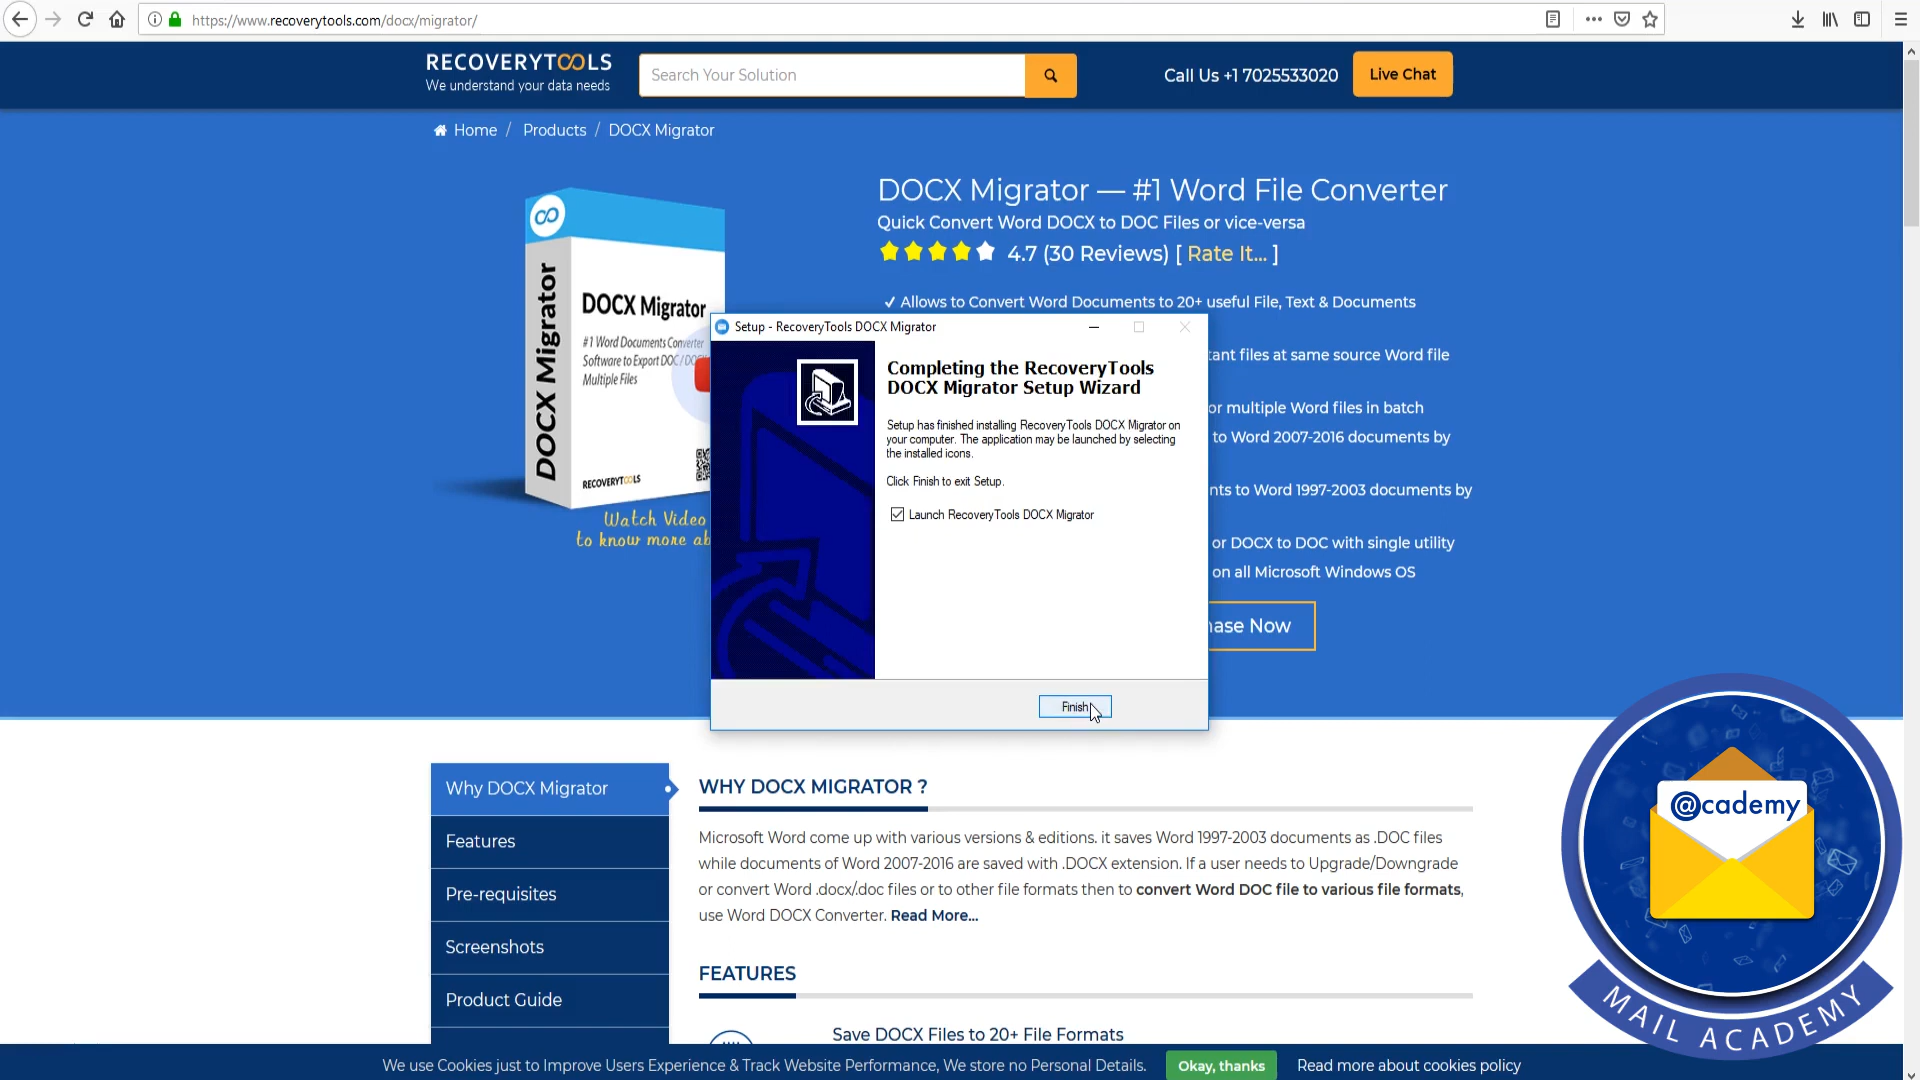 https://www.recoverytools.com/docx/migrator/
RECOVERYTOOLS
We understand your data needs
Search Your Solution
Call Us +1 7025533020
Live Chat
Home / Products / DOCX Migrator
DOCX Migrator — #1 Word File Converter
Quick Convert Word DOCX to DOC Files or vice-versa
4.7 (30 Reviews) [ Rate It... ]
✓ Allows to Convert Word Documents to 20+ useful File, Text & Documents
tant files at same source Word file
or multiple Word files in batch
to Word 2007-2016 documents by
nts to Word 1997-2003 documents by
or DOCX to DOC with single utility
on all Microsoft Windows OS
hase Now
DOCX Migrator
DOCX Migrator
#1 Word Documents Converter
Software to Export DOC/DOC
Multiple Files
RECOVERYTOOLS
Watch Video
to know more ab
Setup - RecoveryTools DOCX Migrator
Completing the RecoveryTools
DOCX Migrator Setup Wizard
Setup has finished installing RecoveryTools DOCX Migrator on
your computer. The application may be launched by selecting
the installed icons.
Click Finish to exit Setup.
Launch RecoveryTools DOCX Migrator
Finish
Why DOCX Migrator
Features
Pre-requisites
Screenshots
Product Guide
WHY DOCX MIGRATOR ?
Microsoft Word come up with various versions & editions. it saves Word 1997-2003 documents as .DOC files
while documents of Word 2007-2016 are saved with .DOCX extension. If a user needs to Upgrade/Downgrade
or convert Word .docx/.doc files or to other file formats then to convert Word DOC file to various file formats,
use Word DOCX Converter. Read More...
FEATURES
Save DOCX Files to 20+ File Formats
@cademy
MAIL ACADEMY
We use Cookies just to Improve Users Experience & Track Website Performance, We store no Personal Details.
Okay, thanks
Read more about cookies policy